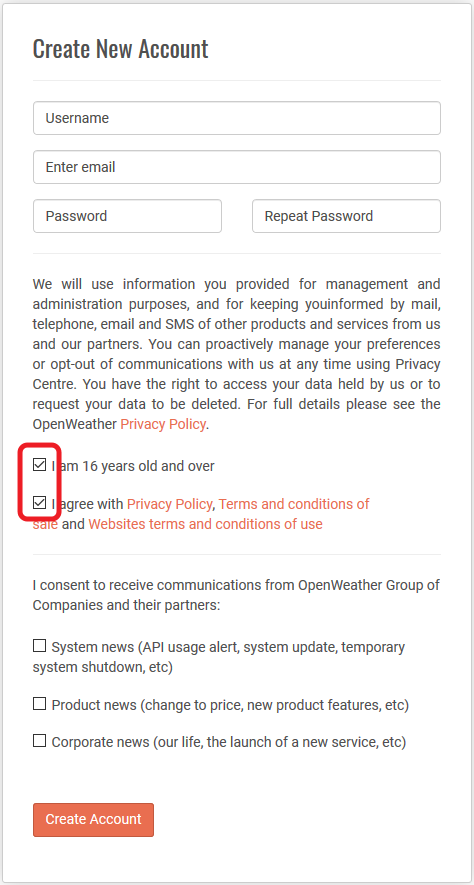 Create New Account
Username
Enter email
Password
Repeat Password
We will use information you provided for management and
administration purposes, and for keeping youinformed by mail,
telephone, email and SMS of other products and services from us
and our partners. You can proactively manage your preferences
or opt-out of communications with us at any time using Privacy
Centre. You have the right to access your data held by us or to
request your data to be deleted. For full details please see the
OpenWeather Privacy Policy.
I am 16 years old and over
I agree with Privacy Policy, Terms and conditions of
sale and Websites terms and conditions of use
I consent to receive communications from OpenWeather Group of
Companies and their partners:
System news (API usage alert, system update, temporary
system shutdown, etc)
Product news (change to price, new product features, etc)
Corporate news (our life, the launch of a new service, etc)
Create Account